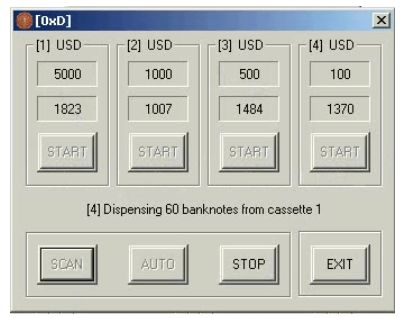 [0xD]
[1] USD [2] USD [3] USD [4] USD
5000 1000 500 100
1823 1007 1484 1370
START START START START
[4] Dispensing 60 banknotes from cassette 1
SCAN AUTO STOP EXIT